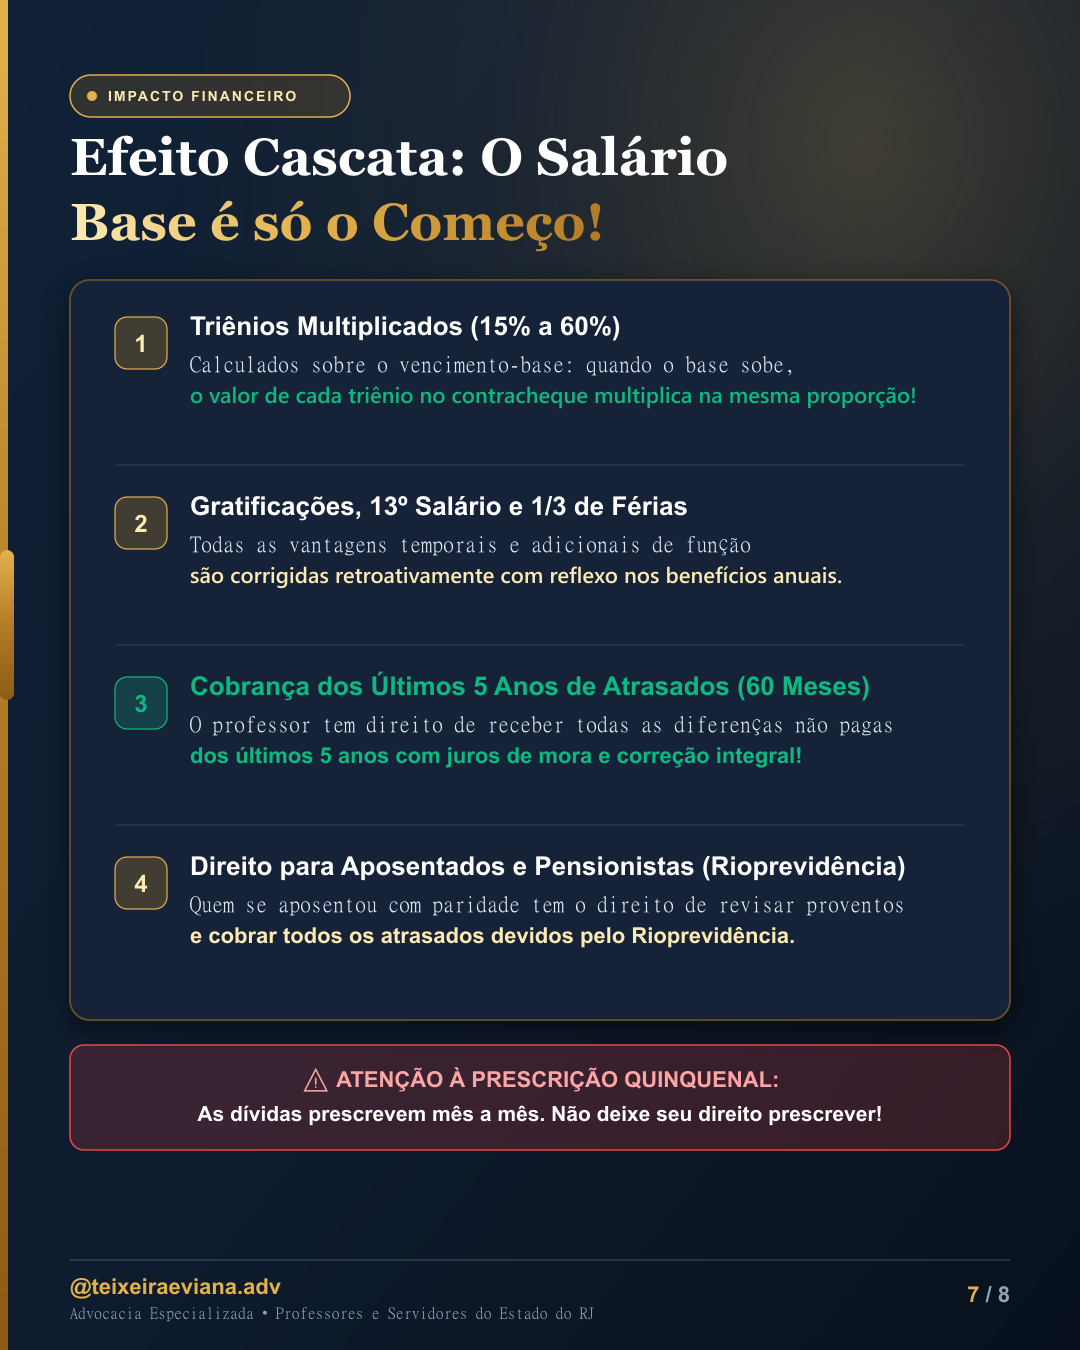 IMPACTO FINANCEIRO
Efeito Cascata: O Salário
Base é só o Começo!
1
Triênios Multiplicados (15% a 60%)
Calculados sobre o vencimento-base: quando o base sobe,
o valor de cada triênio no contracheque multiplica na mesma proporção!
2
Gratificações, 13º Salário e 1/3 de Férias
Todas as vantagens temporais e adicionais de função
são corrigidas retroativamente com reflexo nos benefícios anuais.
3
Cobrança dos Últimos 5 Anos de Atrasados (60 Meses)
O professor tem direito de receber todas as diferenças não pagas
dos últimos 5 anos com juros de mora e correção integral!
4
Direito para Aposentados e Pensionistas (Rioprevidência)
Quem se aposentou com paridade tem o direito de revisar proventos
e cobrar todos os atrasados devidos pelo Rioprevidência.
⚠ ATENÇÃO À PRESCRIÇÃO QUINQUENAL:
As dívidas prescrevem mês a mês. Não deixe seu direito prescrever!
@teixeiraeviana.adv
Advocacia Especializada • Professores e Servidores do Estado do RJ
7 / 8